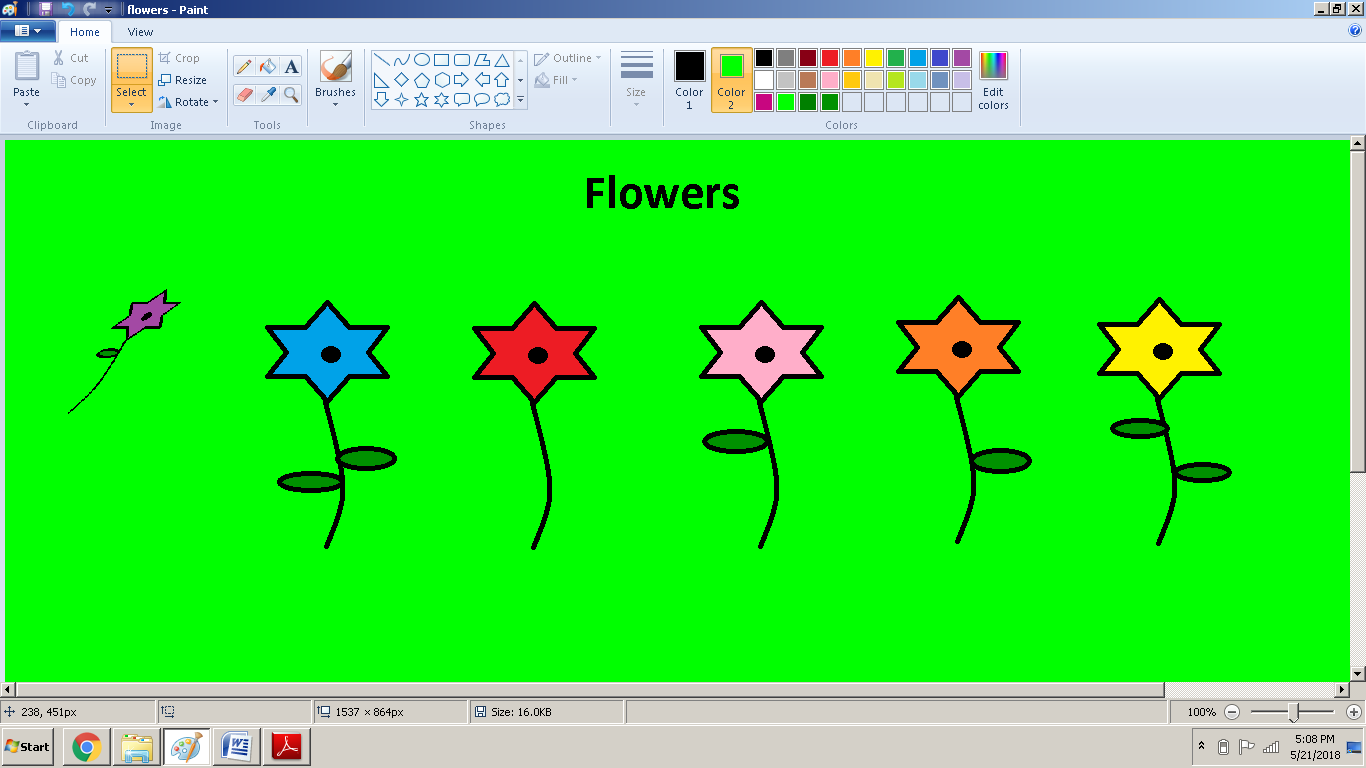 flowers - Paint
Home View
Paste Cut Copy Select Crop Resize Rotate A Brushes Outline Fill Size Color 1 Color 2 Edit colors
Clipboard Image Tools Shapes Colors
Flowers
238, 451px 1537 × 864px Size: 16.0KB 100%
Start W 5:08 PM
5/21/2018